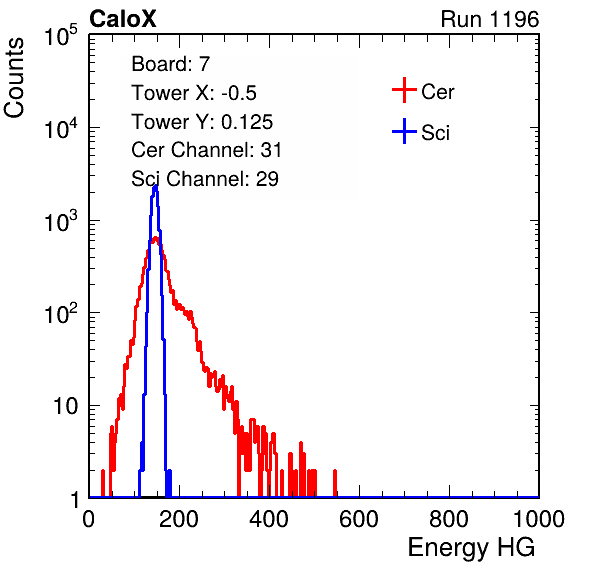 CaloX Run 1196
Counts
Board: 7
Tower X: -0.5
Tower Y: 0.125
Cer Channel: 31
Sci Channel: 29
Cer
Sci
10^5
10^4
10^3
10^2
10
1
0 200 400 600 800 1000
Energy HG